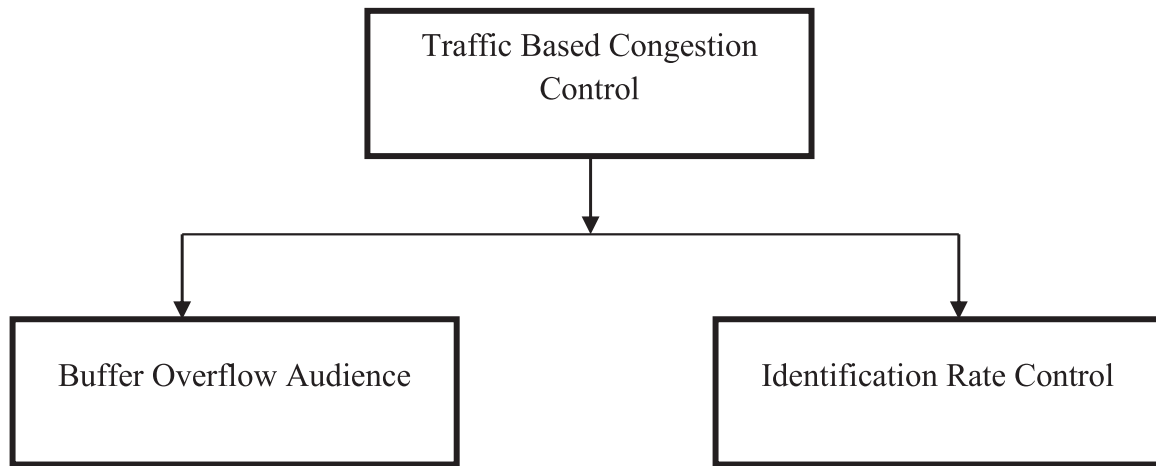 Traffic Based Congestion
Control
Buffer Overflow Audience
Identification Rate Control